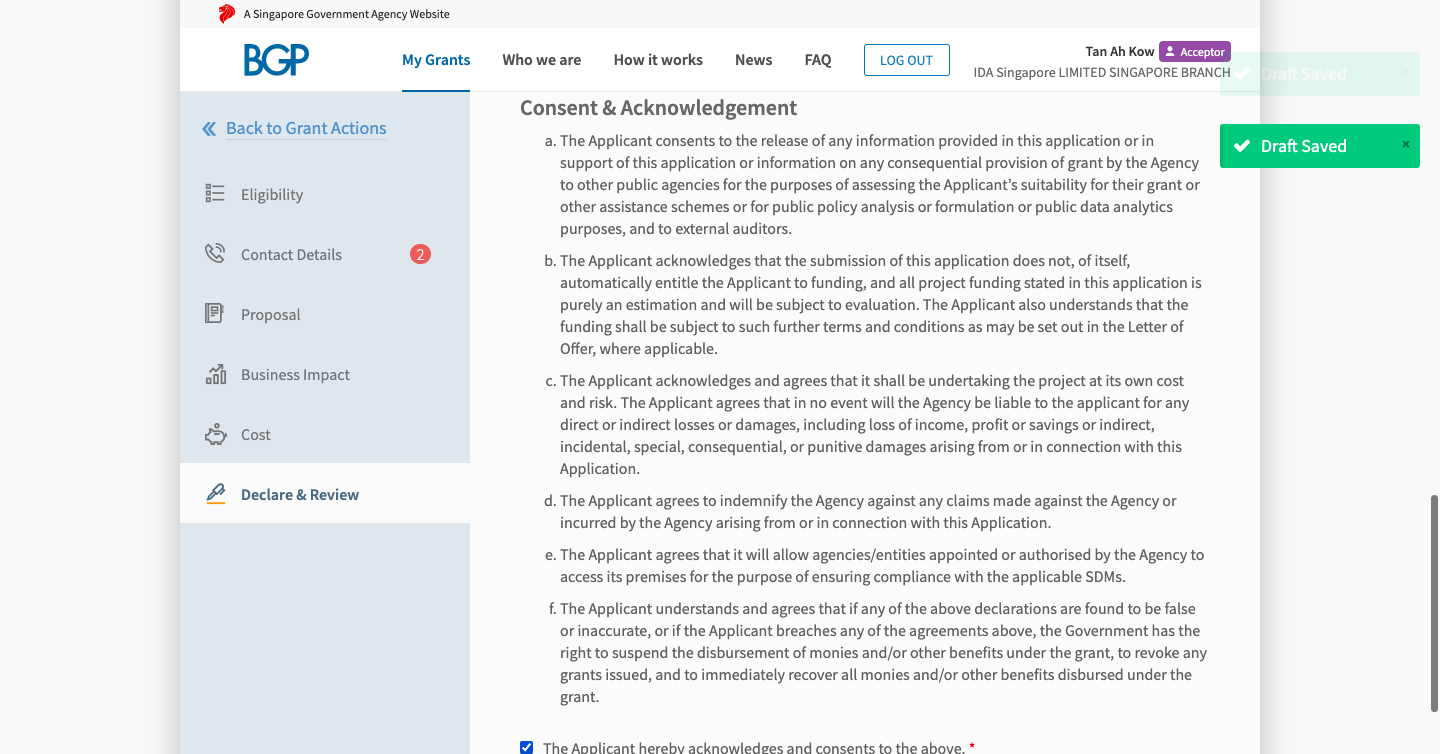 A Singapore Government Agency Website
BGP
My Grants
Who we are
How it works
News
FAQ
LOG OUT
Tan Ah Kow
Acceptor
IDA Singapore LIMITED SINGAPORE BRANCH
Draft Saved ×
Draft Saved ×
Back to Grant Actions
Eligibility
Contact Details 2
Proposal
Business Impact
Cost
Declare & Review
Consent & Acknowledgement
a. The Applicant consents to the release of any information provided in this application or in
support of this application or information on any consequential provision of grant by the Agency
to other public agencies for the purposes of assessing the Applicant’s suitability for their grant or
other assistance schemes or for public policy analysis or formulation or public data analytics
purposes, and to external auditors.
b. The Applicant acknowledges that the submission of this application does not, of itself,
automatically entitle the Applicant to funding, and all project funding stated in this application is
purely an estimation and will be subject to evaluation. The Applicant also understands that the
funding shall be subject to such further terms and conditions as may be set out in the Letter of
Offer, where applicable.
c. The Applicant acknowledges and agrees that it shall be undertaking the project at its own cost
and risk. The Applicant agrees that in no event will the Agency be liable to the applicant for any
direct or indirect losses or damages, including loss of income, profit or savings or indirect,
incidental, special, consequential, or punitive damages arising from or in connection with this
Application.
d. The Applicant agrees to indemnify the Agency against any claims made against the Agency or
incurred by the Agency arising from or in connection with this Application.
e. The Applicant agrees that it will allow agencies/entities appointed or authorised by the Agency to
access its premises for the purpose of ensuring compliance with the applicable SDMs.
f. The Applicant understands and agrees that if any of the above declarations are found to be false
or inaccurate, or if the Applicant breaches any of the agreements above, the Government has the
right to suspend the disbursement of monies and/or other benefits under the grant, to revoke any
grants issued, and to immediately recover all monies and/or other benefits disbursed under the
grant.
The Applicant hereby acknowledges and consents to the above. *